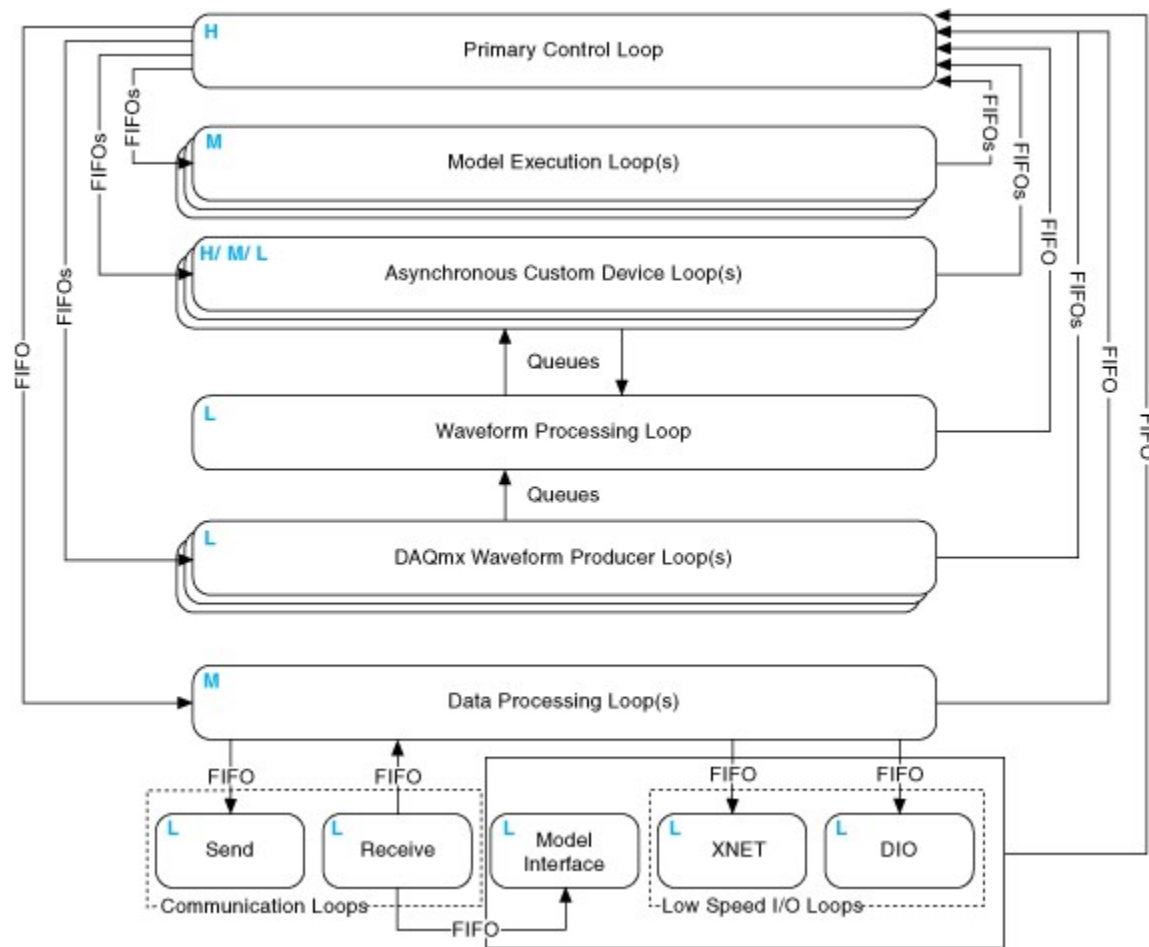 H
Primary Control Loop
FIFOs
FIFOs
M
Model Execution Loop(s)
FIFOs
FIFOs
H/ M/ L
Asynchronous Custom Device Loop(s)
FIFO
FIFOs
FIFOs
FIFO
FIFO
Queues
FIFO
L
Waveform Processing Loop
Queues
L
DAQmx Waveform Producer Loop(s)
M
Data Processing Loop(s)
FIFO
FIFO
FIFO
FIFO
L
Send
L
Receive
L
Model
Interface
L
XNET
L
DIO
Communication Loops
Low Speed I/O Loops
FIFO